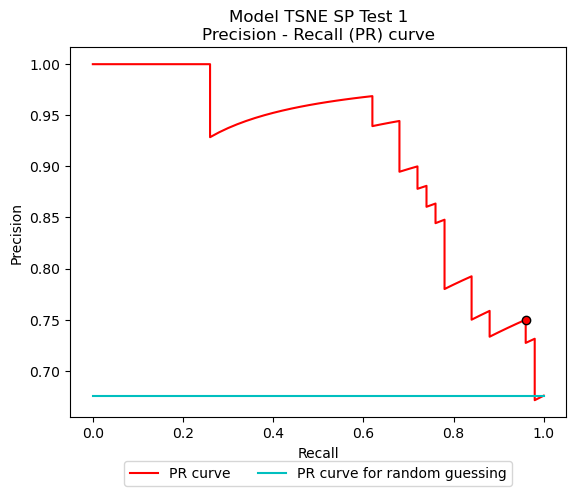 Model TSNE SP Test 1
Precision - Recall (PR) curve
1.00
0.95
0.90
0.85
0.80
0.75
0.70
Precision
0.0 0.2 0.4 0.6 0.8 1.0
Recall
PR curve PR curve for random guessing